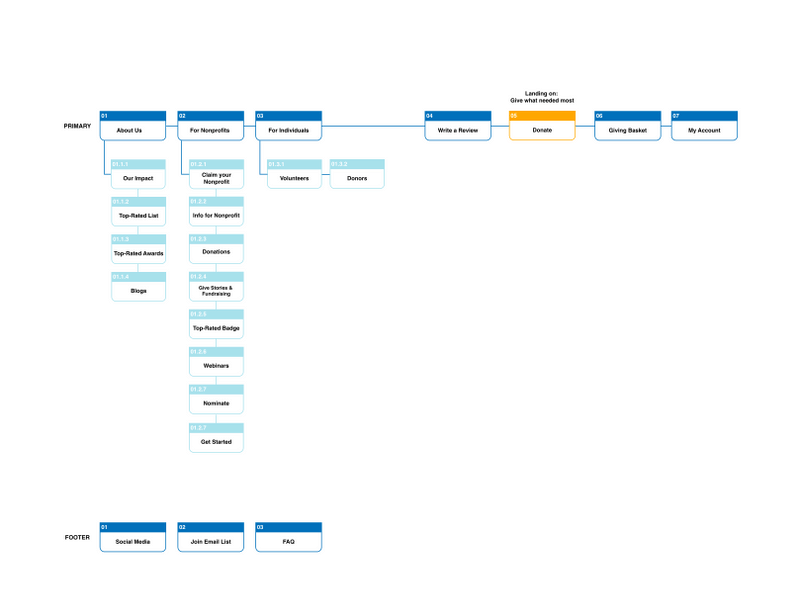 Landing on:
Give what needed most
PRIMARY
01
About Us
02
For Nonprofits
03
For Individuals
04
Write a Review
05
Donate
06
Giving Basket
07
My Account
01.1.1
Our Impact
01.1.2
Top-Rated List
01.1.3
Top-Rated Awards
01.1.4
Blogs
01.2.1
Claim your
Nonprofit
01.2.2
Info for Nonprofit
01.2.3
Donations
01.2.4
Give Stories &
Fundraising
01.2.5
Top-Rated Badge
01.2.6
Webinars
01.2.7
Nominate
01.2.7
Get Started
01.3.1
Volunteers
01.3.2
Donors
FOOTER
01
Social Media
02
Join Email List
03
FAQ